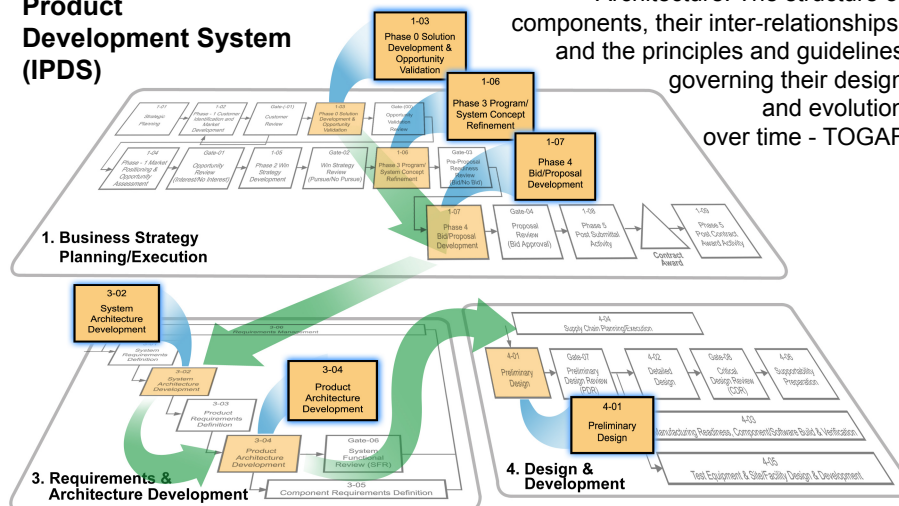 Product
Development System
(IPDS)
Architecture: The structure of
components, their inter-relationships,
and the principles and guidelines
governing their design
and evolution
over time - TOGAF
1-03
Phase 0 Solution
Development &
Opportunity
Validation
1-06
Phase 3 Program/
System Concept
Refinement
1-07
Phase 4
Bid/Proposal
Development
1-01
Strategic
Planning
1-02
Phase - 1 Customer
Identification and
Market
Development
Gate-(-01)
Customer
Review
1-03
Phase 0 Solution
Development &
Opportunity
Validation
Gate-(00)
Opportunity
Validation
Review
1-04
Phase - 1 Market
Positioning &
Opportunity
Assessment
Gate-01
Opportunity
Review
(Interest/No Interest)
1-05
Phase 2 Win
Strategy
Development
Gate-02
Win Strategy
Review
(Pursue/No Pursue)
1-06
Phase 3 Program/
System Concept
Refinement
Gate-03
Pre-Proposal
Readiness
Review
(Bid/No Bid)
1-07
Phase 4
Bid/Proposal
Development
Gate-04
Proposal
Review
(Bid Approval)
1-08
Phase 5
Post Submittal
Activity
Contract
Award
1-09
Phase 5
Post Contract
Award Activity
1. Business Strategy
Planning/Execution
3-02
System
Architecture
Development
Requirements Management
System
Requirements
Definition
3-02
System
Architecture
Development
3-03
Product
Requirements
Definition
3-04
Product
Architecture
Development
3-04
Product
Architecture
Development
Gate-06
System
Functional
Review (SFR)
3-05
Component Requirements Definition
3. Requirements &
Architecture Development
4-04
Supply Chain Planning/Execution
4-01
Preliminary
Design
Gate-07
Preliminary
Design Review
(PDR)
4-02
Detailed
Design
Gate-08
Critical
Design Review
(CDR)
4-06
Supportability
Preparation
4-01
Preliminary
Design
4-03
Manufacturing Readiness, Component/Software Build & Verification
4-05
Test Equipment & Site/Facility Design & Development
4. Design &
Development